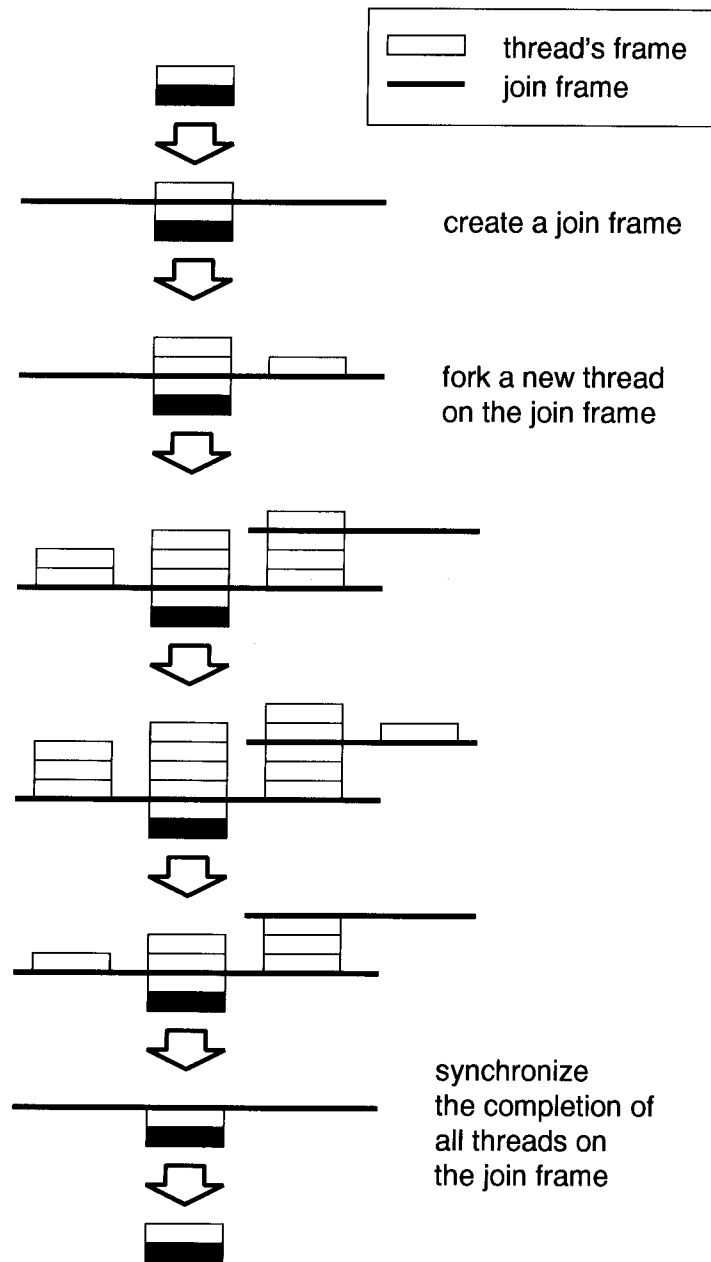 thread's frame
join frame
create a join frame
fork a new thread
on the join frame
synchronize
the completion of
all threads on
the join frame